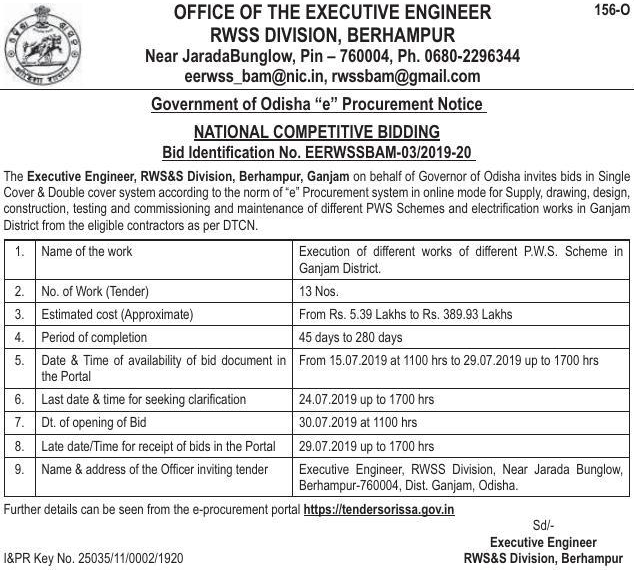 OFFICE OF THE EXECUTIVE ENGINEER
156-O
RWSS DIVISION, BERHAMPUR
Near JaradaBunglow, Pin – 760004, Ph. 0680-2296344
eerwss_bam@nic.in, rwssbam@gmail.com
Government of Odisha “e” Procurement Notice
NATIONAL COMPETITIVE BIDDING
Bid Identification No. EERWSSBAM-03/2019-20
The Executive Engineer, RWS&S Division, Berhampur, Ganjam on behalf of Governor of Odisha invites bids in Single
Cover & Double cover system according to the norm of “e” Procurement system in online mode for Supply, drawing, design,
construction, testing and commissioning and maintenance of different PWS Schemes and electrification works in Ganjam
District from the eligible contractors as per DTCN.
1. Name of the work Execution of different works of different P.W.S. Scheme in
Ganjam District.
2. No. of Work (Tender) 13 Nos.
3. Estimated cost (Approximate) From Rs. 5.39 Lakhs to Rs. 389.93 Lakhs
4. Period of completion 45 days to 280 days
5. Date & Time of availability of bid document in From 15.07.2019 at 1100 hrs to 29.07.2019 up to 1700 hrs
the Portal
6. Last date & time for seeking clarification 24.07.2019 up to 1700 hrs
7. Dt. of opening of Bid 30.07.2019 at 1100 hrs
8. Late date/Time for receipt of bids in the Portal 29.07.2019 up to 1700 hrs
9. Name & address of the Officer inviting tender Executive Engineer, RWSS Division, Near Jarada Bunglow,
Berhampur-760004, Dist. Ganjam, Odisha.
Further details can be seen from the e-procurement portal https://tendersorissa.gov.in
Sd/-
Executive Engineer
I&PR Key No. 25035/11/0002/1920 RWS&S Division, Berhampur